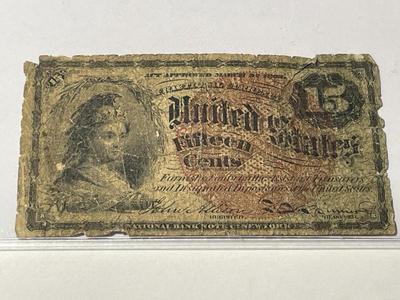 ACT APPROVED MARCH 3D 1863.
15
FRACTIONAL CURRENCY
United States
Fifteen
Cents
Furnished only by the Assistant Treasurers
and Designated Depositaries of the United States.
NATIONAL BANK NOTE CO. NEW YORK